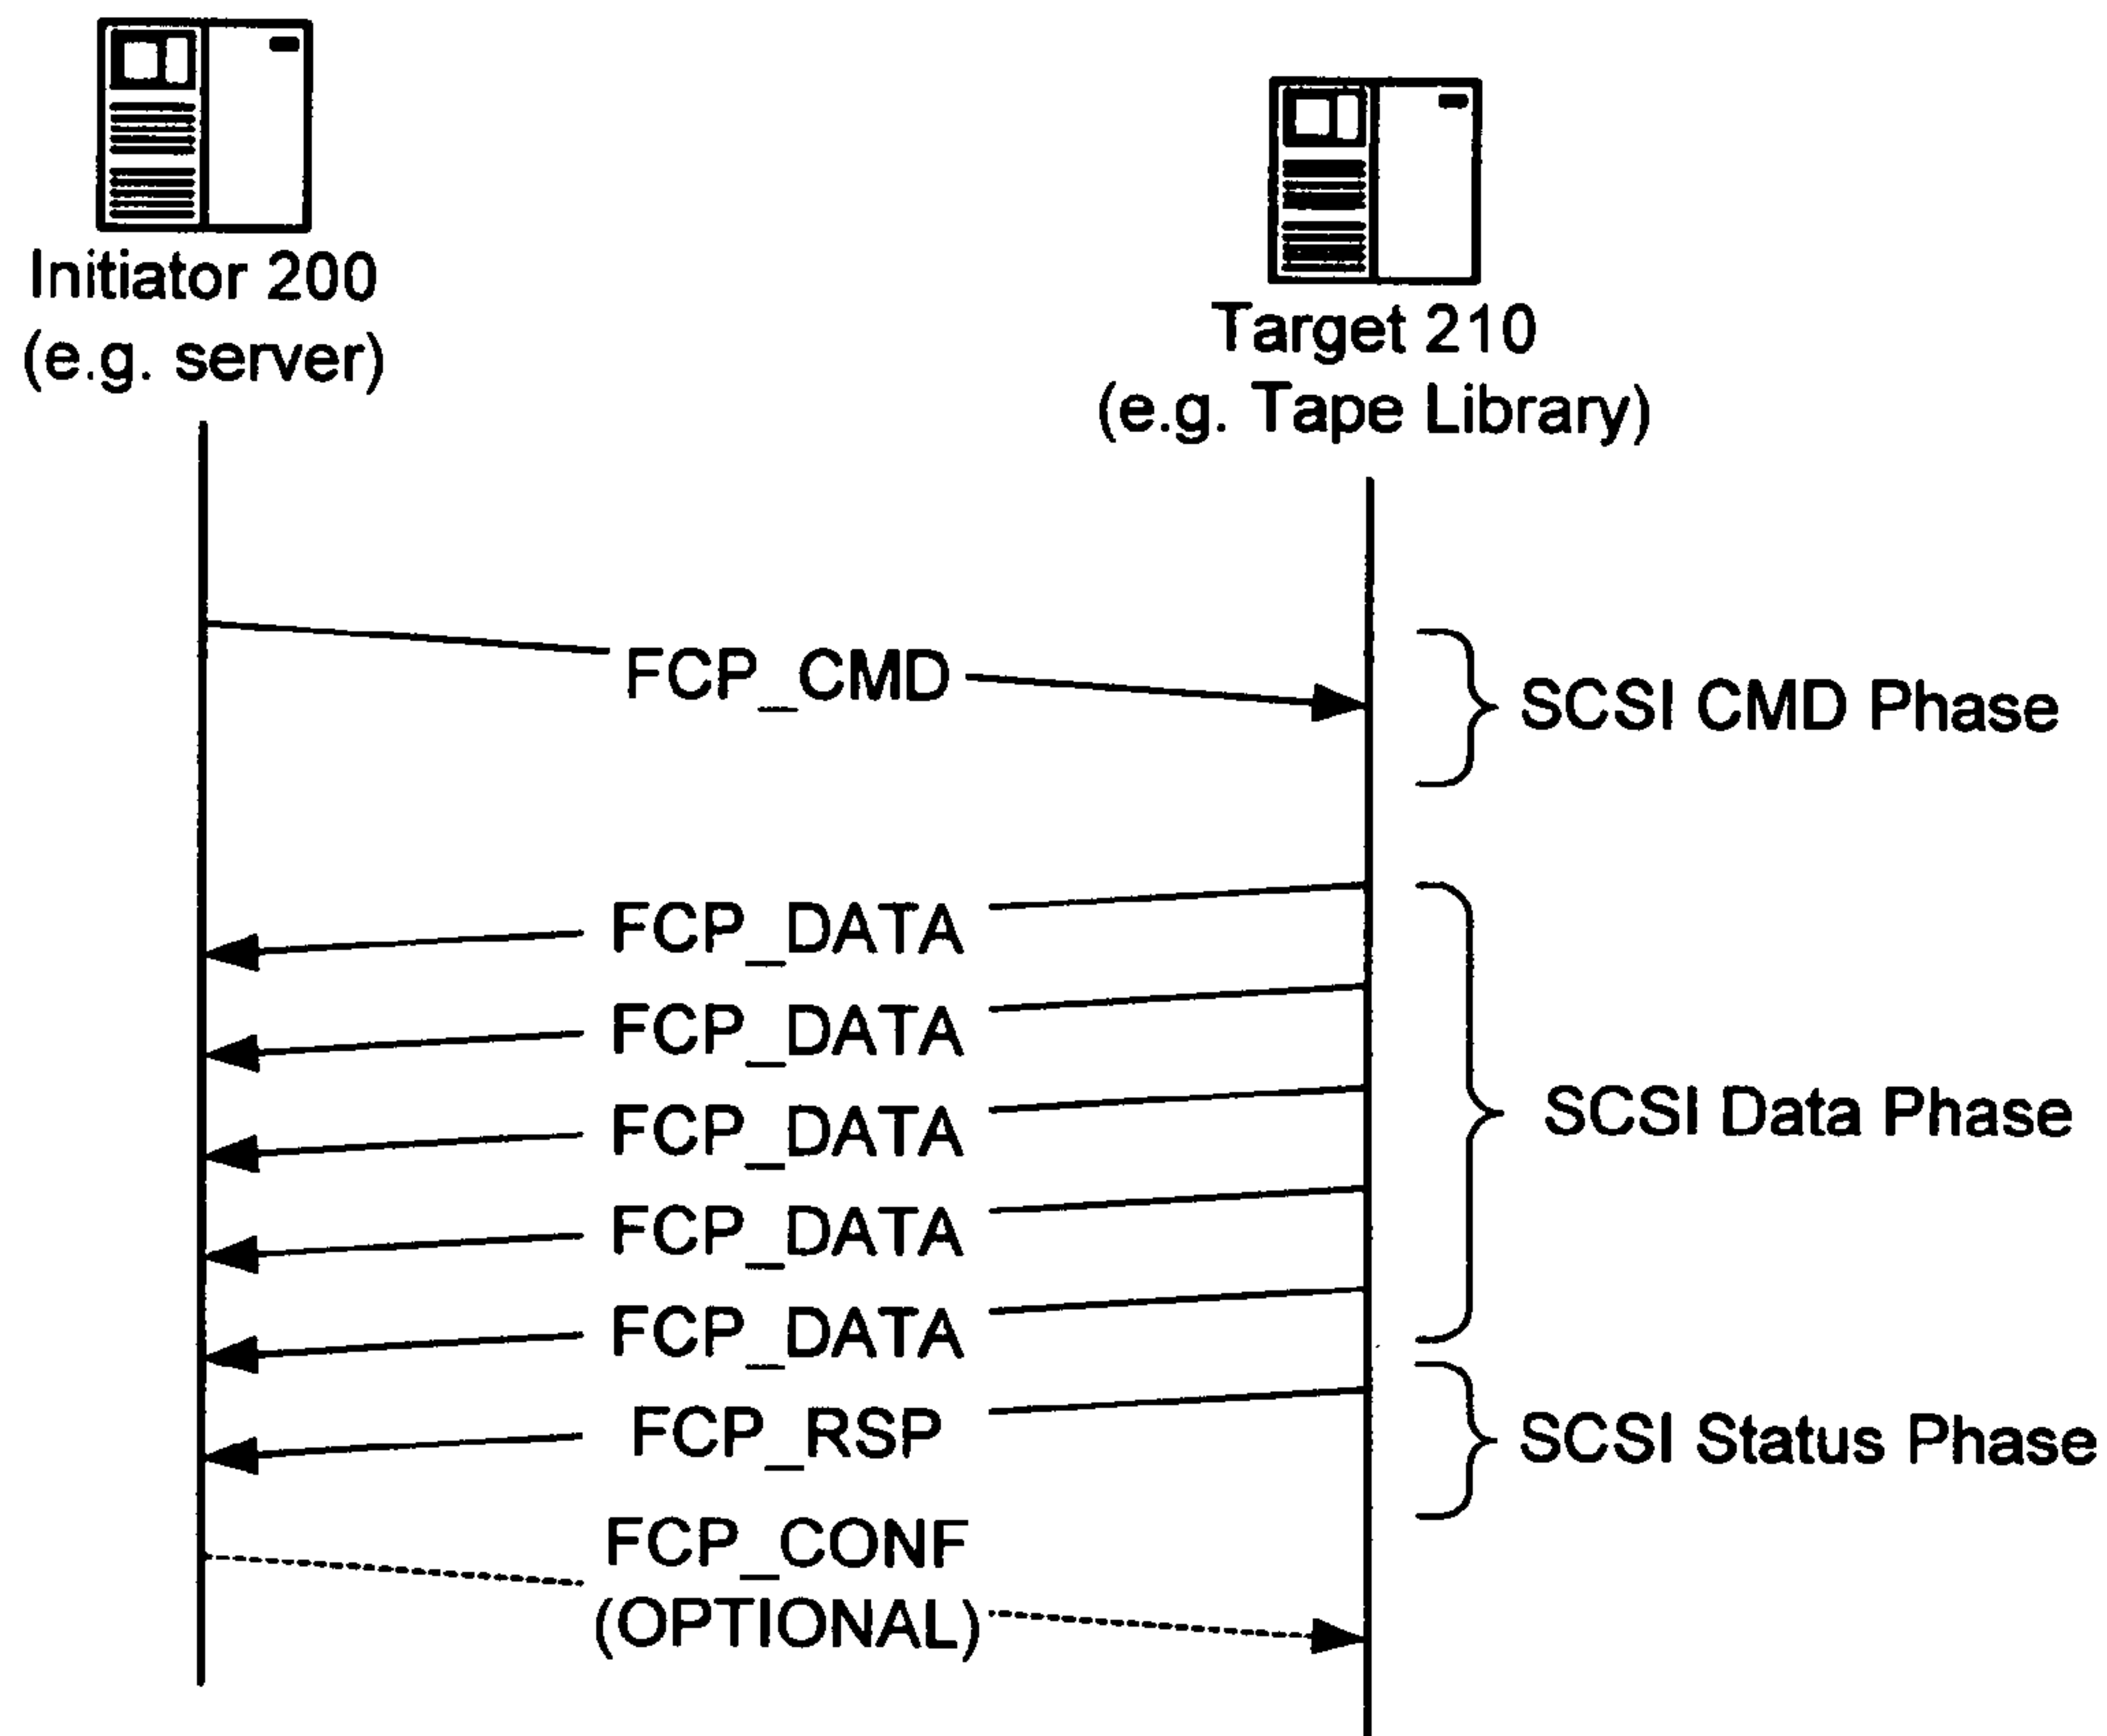 Initiator 200
(e.g. server)
Target 210
(e.g. Tape Library)
FCP_CMD
SCSI CMD Phase
FCP_DATA
FCP_DATA
FCP_DATA
SCSI Data Phase
FCP_DATA
FCP_DATA
FCP_RSP
SCSI Status Phase
FCP_CONF
(OPTIONAL)